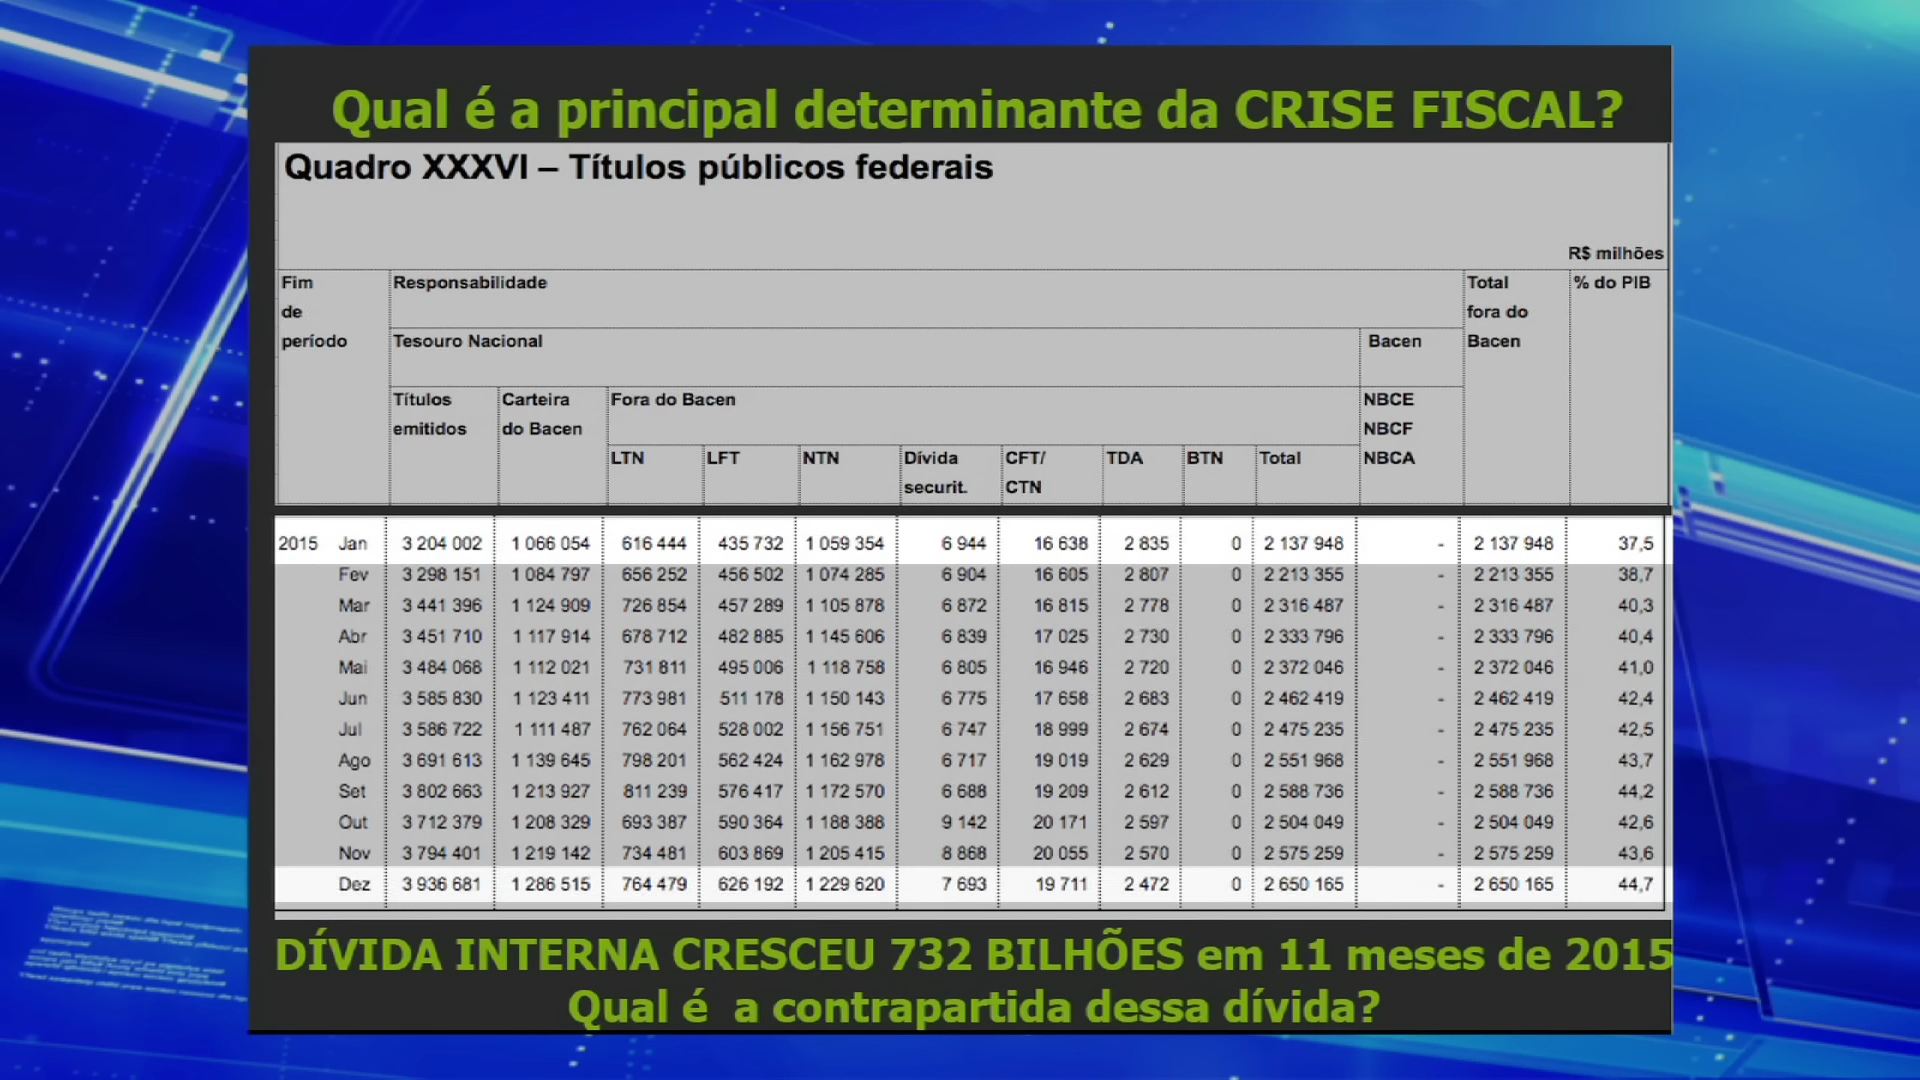 Qual é a principal determinante da CRISE FISCAL?
Quadro XXXVI – Títulos públicos federais
R$ milhões
Fim Responsabilidade Total % do PIB
de fora do
período Tesouro Nacional Bacen Bacen
Títulos Carteira Fora do Bacen NBCE
emitidos do Bacen NBCF
LTN LFT NTN Dívida CFT/ TDA BTN Total NBCA
securit. CTN
2015 Jan 3 204 002 1 066 054 616 444 435 732 1 059 354 6 944 16 638 2 835 0 2 137 948 - 2 137 948 37,5
Fev 3 298 151 1 084 797 656 252 456 502 1 074 285 6 904 16 605 2 807 0 2 213 355 - 2 213 355 38,7
Mar 3 441 396 1 124 909 726 854 457 289 1 105 878 6 872 16 815 2 778 0 2 316 487 - 2 316 487 40,3
Abr 3 451 710 1 117 914 678 712 482 885 1 145 606 6 839 17 025 2 730 0 2 333 796 - 2 333 796 40,4
Mai 3 484 068 1 112 021 731 811 495 006 1 118 758 6 805 16 946 2 720 0 2 372 046 - 2 372 046 41,0
Jun 3 585 830 1 123 411 773 981 511 178 1 150 143 6 775 17 658 2 683 0 2 462 419 - 2 462 419 42,4
Jul 3 586 722 1 111 487 762 064 528 002 1 156 751 6 747 18 999 2 674 0 2 475 235 - 2 475 235 42,5
Ago 3 691 613 1 139 645 798 201 562 424 1 162 978 6 717 19 019 2 629 0 2 551 968 - 2 551 968 43,7
Set 3 802 663 1 213 927 811 239 576 417 1 172 570 6 688 19 209 2 612 0 2 588 736 - 2 588 736 44,2
Out 3 712 379 1 208 329 693 387 590 364 1 188 388 9 142 20 171 2 597 0 2 504 049 - 2 504 049 42,6
Nov 3 794 401 1 219 142 734 481 603 869 1 205 415 8 868 20 055 2 570 0 2 575 259 - 2 575 259 43,6
Dez 3 936 681 1 286 515 764 479 626 192 1 229 620 7 693 19 711 2 472 0 2 650 165 - 2 650 165 44,7
DÍVIDA INTERNA CRESCEU 732 BILHÕES em 11 meses de 2015
Qual é a contrapartida dessa dívida?